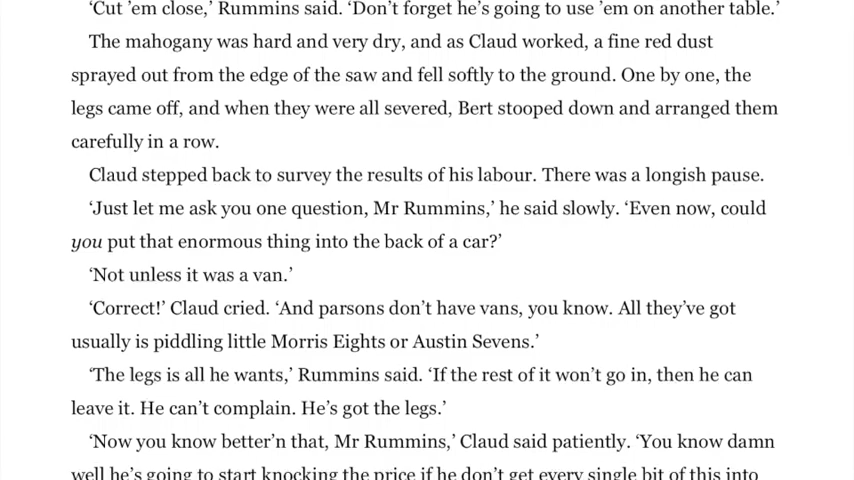 ‘Cut ’em close,’ Rummins said. ‘Don’t forget he’s going to use ’em on another table.’
The mahogany was hard and very dry, and as Claud worked, a fine red dust
sprayed out from the edge of the saw and fell softly to the ground. One by one, the
legs came off, and when they were all severed, Bert stooped down and arranged them
carefully in a row.
Claud stepped back to survey the results of his labour. There was a longish pause.
‘Just let me ask you one question, Mr Rummins,’ he said slowly. ‘Even now, could
you put that enormous thing into the back of a car?’
‘Not unless it was a van.’
‘Correct!’ Claud cried. ‘And parsons don’t have vans, you know. All they’ve got
usually is piddling little Morris Eights or Austin Sevens.’
‘The legs is all he wants,’ Rummins said. ‘If the rest of it won’t go in, then he can
leave it. He can’t complain. He’s got the legs.’
‘Now you know better’n that, Mr Rummins,’ Claud said patiently. ‘You know damn
well he’s going to start knocking the price if he don’t get every single bit of this into